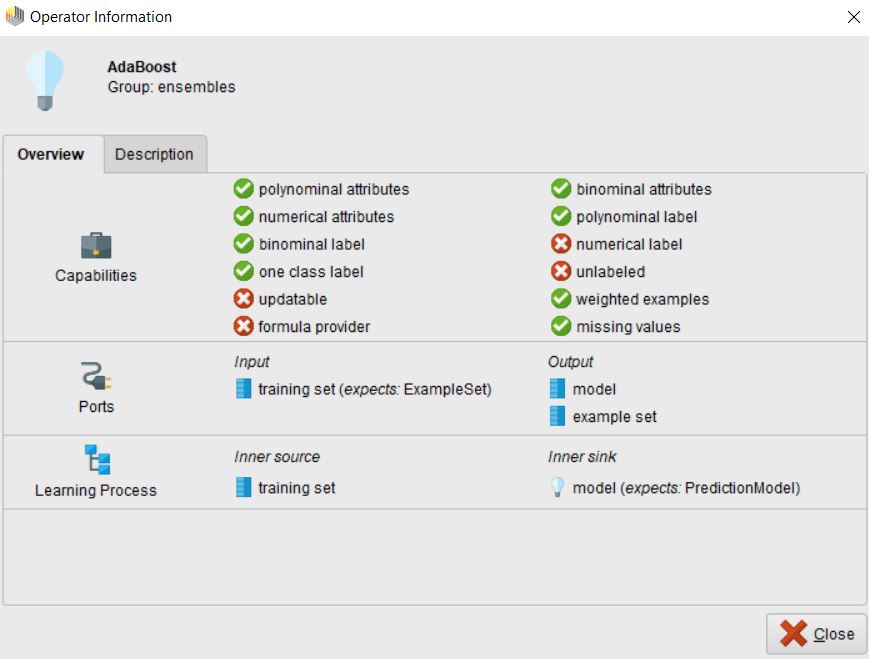 Operator Information
AdaBoost
Group: ensembles
Overview
Description
Capabilities
polynominal attributes
binominal attributes
numerical attributes
polynominal label
binominal label
numerical label
one class label
unlabeled
updatable
weighted examples
formula provider
missing values
Ports
Input
Output
training set (expects: ExampleSet)
model
example set
Learning Process
Inner source
Inner sink
training set
model (expects: PredictionModel)
Close